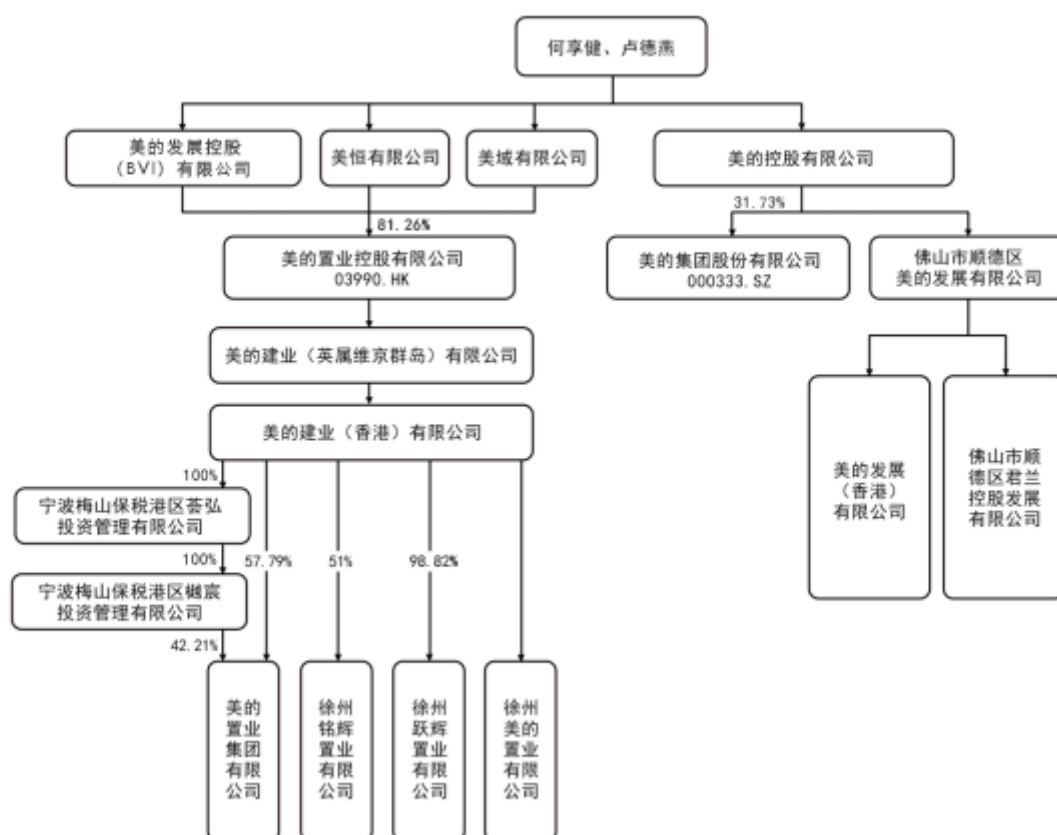 何享健、卢德燕
美的发展控股
（BVI）有限公司
美恒有限公司
美域有限公司
美的控股有限公司
81.26%
31.73%
美的置业控股有限公司
03990.HK
美的集团股份有限公司
000333.SZ
佛山市顺德区
美的发展有限公司
美的建业（英属维京群岛）有限公司
美的建业（香港）有限公司
美的发展
（香港）
有限公司
佛山市顺
德区君兰
控股发展
有限公司
100%
宁波梅山保税港区荟弘
投资管理有限公司
100%
57.79%
51%
98.82%
宁波梅山保税港区樾宸
投资管理有限公司
42.21%
美的
置业
集团
有限
公司
徐州
铭辉
置业
有限
公司
徐州
跃辉
置业
有限
公司
徐州
美的
置业
有限
公司